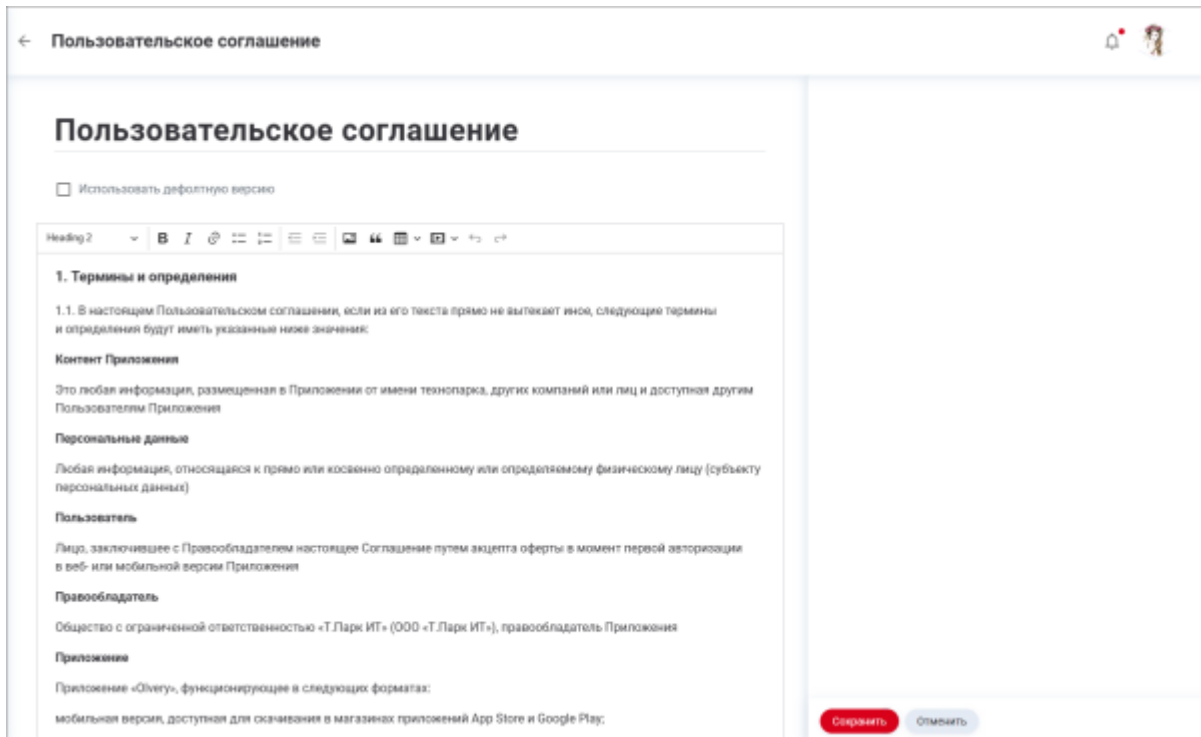 Пользовательское соглашение
Пользовательское соглашение
Использовать дефолтную версию
Heading 2
1. Термины и определения
1.1. В настоящем Пользовательском соглашении, если из его текста прямо не вытекает иное, следующие термины
и определения будут иметь указанные ниже значения:
Контент Приложения
Это любая информация, размещенная в Приложении от имени технопарка, других компаний или лиц и доступная другим
Пользователям Приложения
Персональные данные
Любая информация, относящаяся к прямо или косвенно определенному или определяемому физическому лицу (субъекту
персональных данных)
Пользователь
Лицо, заключившее с Правообладателем настоящее Соглашение путем акцепта оферты в момент первой авторизации
в веб- или мобильной версии Приложения
Правообладатель
Общество с ограниченной ответственностью «Т.Парк ИТ» (ООО «Т.Парк ИТ»), правообладатель Приложения
Приложение
Приложение «Olvery», функционирующее в следующих форматах:
мобильная версия, доступная для скачивания в магазинах приложений App Store и Google Play;
Сохранить
Отменить